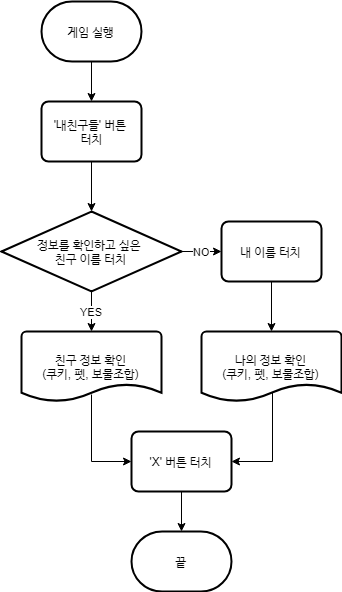 게임 실행
'내친구들' 버튼
터치
정보를 확인하고 싶은
친구 이름 터치
NO
내 이름 터치
YES
친구 정보 확인
(쿠키, 펫, 보물조합)
나의 정보 확인
(쿠키, 펫, 보물조합)
'X' 버튼 터치
끝